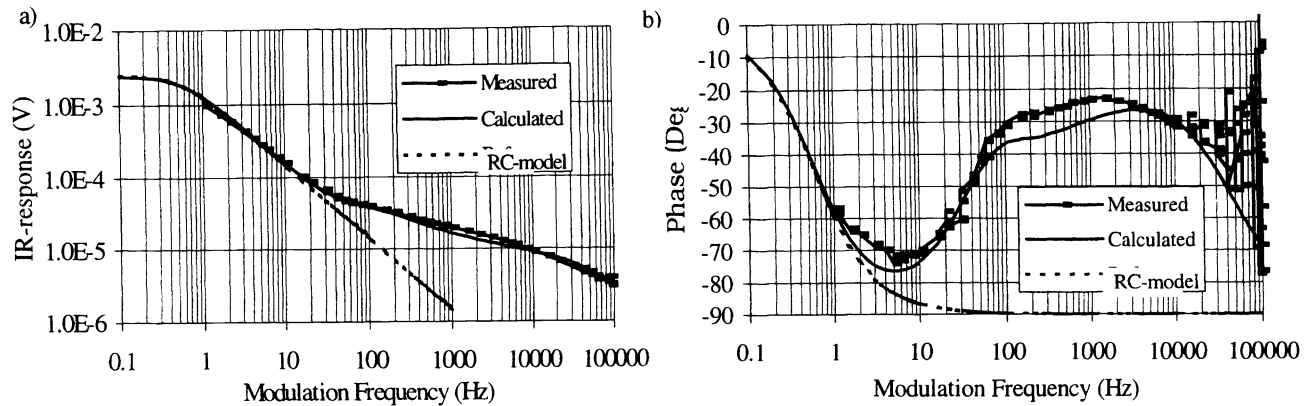 a)
IR-response (V)
1.0E-2
1.0E-3
1.0E-4
1.0E-5
1.0E-6
Measured
Calculated
RC-model
0.1 1 10 100 1000 10000 100000
Modulation Frequency (Hz)
b)
Phase (Deg
0
-10
-20
-30
-40
-50
-60
-70
-80
-90
Measured
Calculated
RC-model
0.1 1 10 100 1000 10000 100000
Modulation Frequency (Hz)